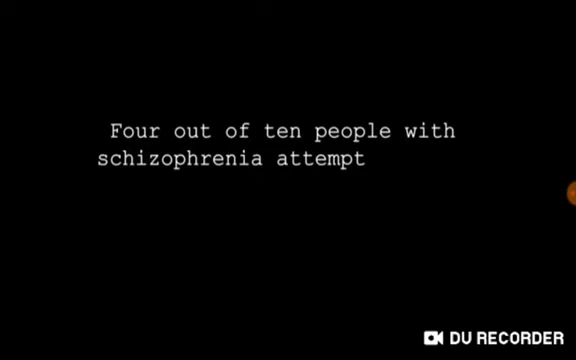 Four out of ten people with
schizophrenia attempt
DU RECORDER